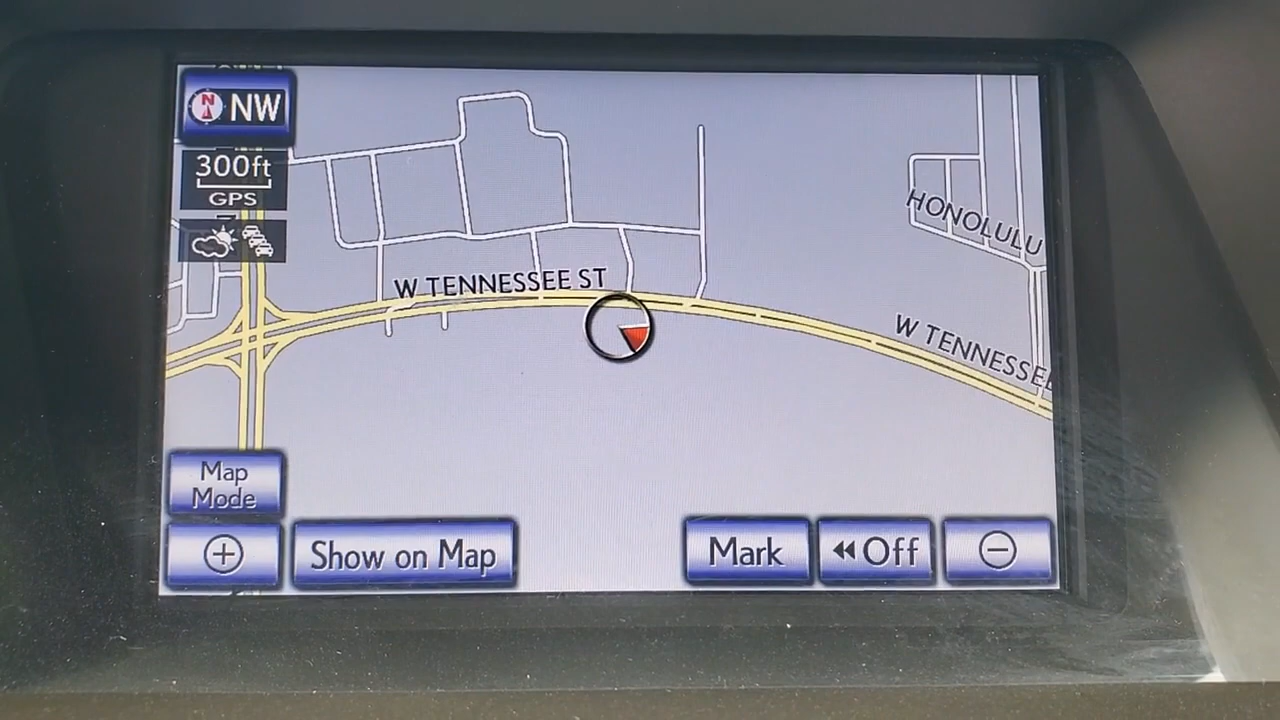 N NW
300ft
GPS
HONOLULU
W TENNESSEE ST
W TENNESSEE
Map
Mode
Show on Map
Mark
Off